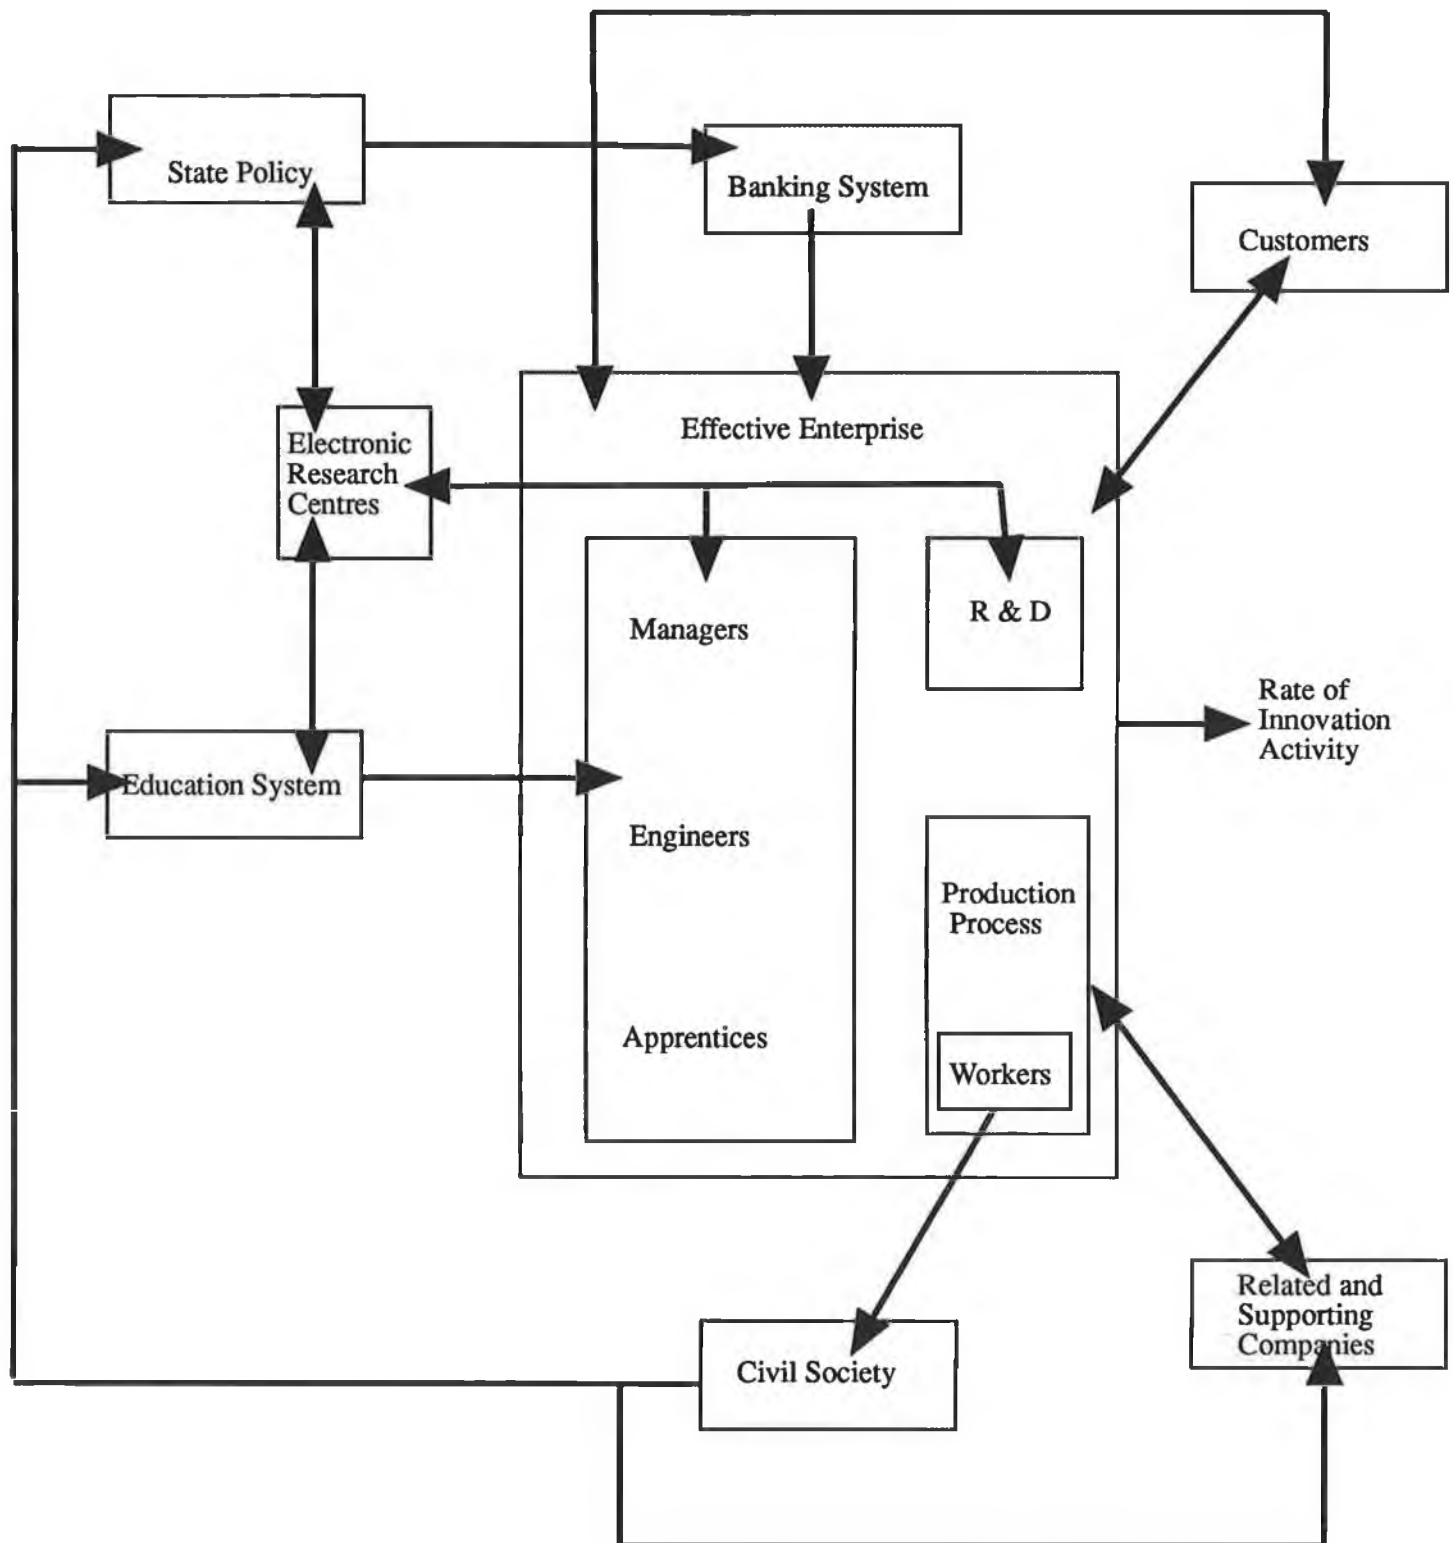 State Policy
Banking System
Customers
Effective Enterprise
Electronic
Research
Centres
Managers
R & D
Rate of
Innovation
Activity
Education System
Engineers
Production
Process
Apprentices
Workers
Related and
Supporting
Companies
Civil Society